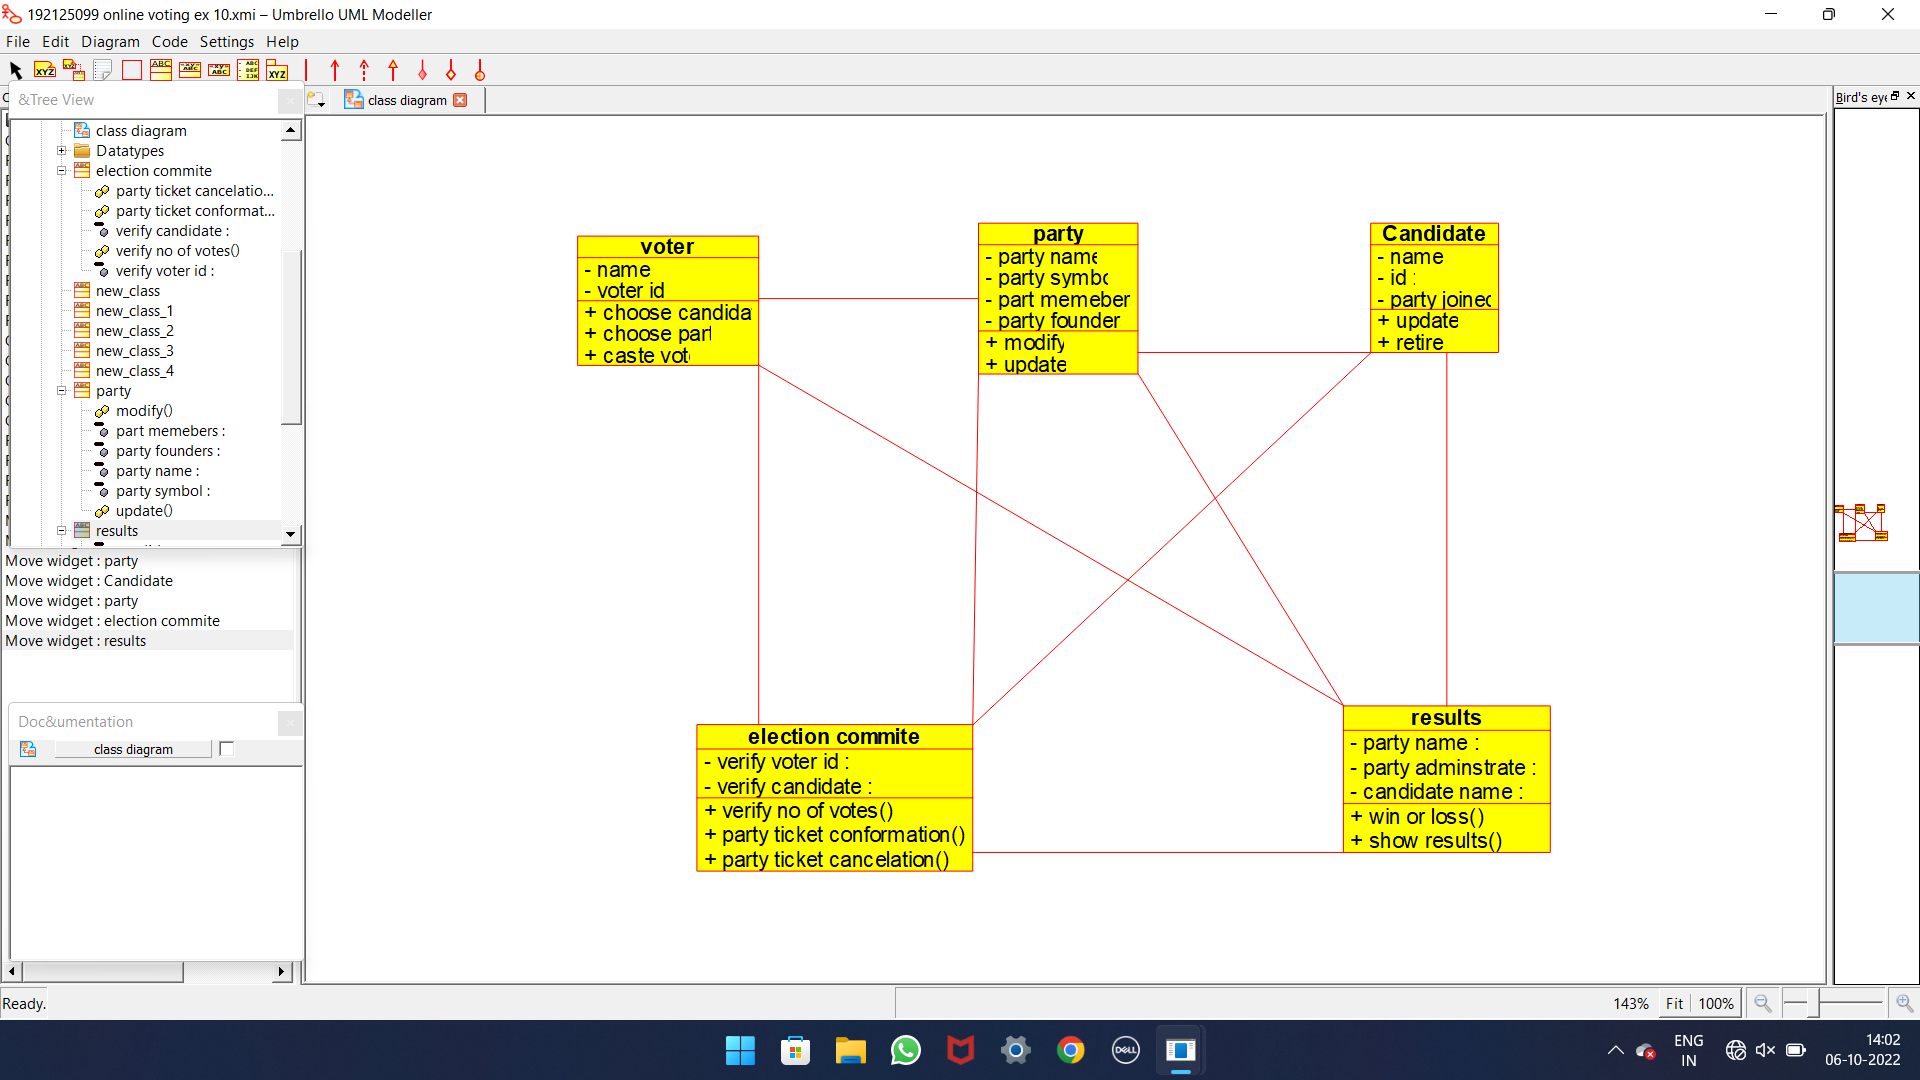 192125099 online voting ex 10.xmi – Umbrello UML Modeller
File Edit Diagram Code Settings Help
&Tree View
class diagram
Bird's eye
class diagram
Datatypes
election commite
party ticket cancelatio...
party ticket conformat...
verify candidate :
verify no of votes()
verify voter id :
new_class
new_class_1
new_class_2
new_class_3
new_class_4
party
modify()
part memebers :
party founders :
party name :
party symbol :
update()
results
Move widget : party
Move widget : Candidate
Move widget : party
Move widget : election commite
Move widget : results
Doc&umentation
class diagram
voter
- name
- voter id
+ choose candida
+ choose part
+ caste vote
party
- party name
- party symbo
- part memeber
- party founder
+ modify
+ update
Candidate
- name
- id :
- party joined
+ update
+ retire
election commite
- verify voter id :
- verify candidate :
+ verify no of votes()
+ party ticket conformation()
+ party ticket cancelation()
results
- party name :
- party adminstrate :
- candidate name :
+ win or loss()
+ show results()
Ready.
143% Fit 100%
DELL
ENG
IN
14:02
06-10-2022